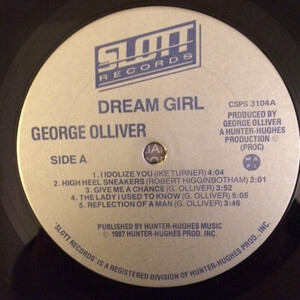 SLOTT
RECORDS
DREAM GIRL
CSPS 3104A
GEORGE OLLIVER
PRODUCED BY
GEORGE OLLIVER
A HUNTER-HUGHES
PRODUCTION ©
(PROC)
SIDE A
1. I IDOLIZE YOU (IKE TURNER) 4:02
2. HIGH HEEL SNEAKERS (ROBERT HIGGINBOTHAM) 3:01
3. GIVE ME A CHANCE (G. OLLIVER) 3:52
4. THE LADY I USED TO KNOW (G. OLLIVER) 5:05
5. REFLECTION OF A MAN (G. OLLIVER) 3:46
PUBLISHED BY HUNTER-HUGHES MUSIC
© 1987 HUNTER-HUGHES PROD. INC.
'SLOTT RECORDS' IS A REGISTERED DIVISION OF HUNTER-HUGHES PROD., INC.